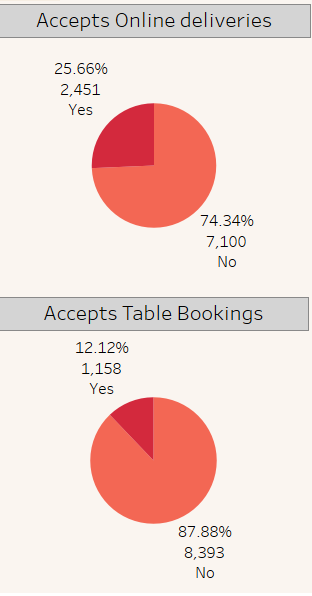 Accepts Online deliveries
25.66%
2,451
Yes
74.34%
7,100
No
Accepts Table Bookings
12.12%
1,158
Yes
87.88%
8,393
No